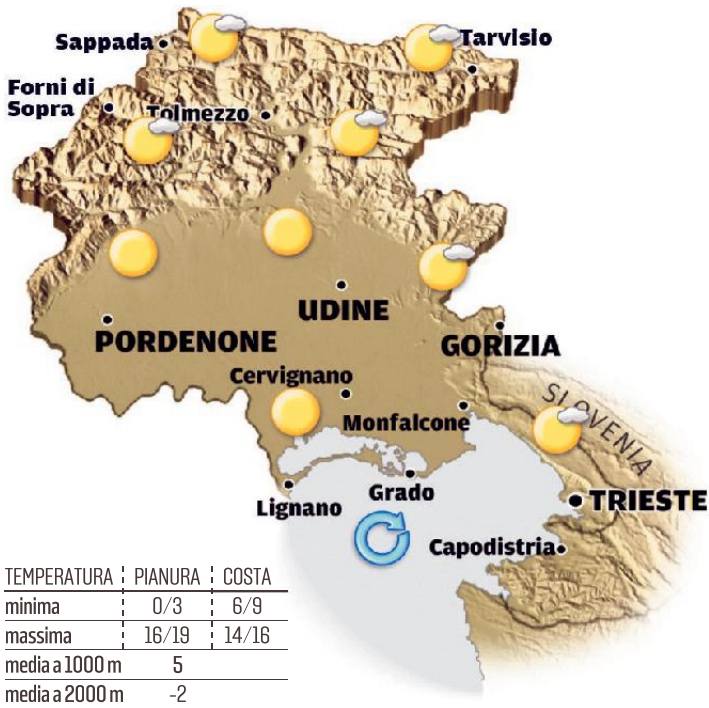 Sappada
Tarvisio
Forni di
Sopra
Tolmezzo
UDINE
PORDENONE
GORIZIA
Cervignano
SLOVENIA
Monfalcone
Grado
TRIESTE
Lignano
Capodistria
TEMPERATURA PIANURA COSTA
minima 0/3 6/9
massima 16/19 14/16
media a 1000 m 5
media a 2000 m -2